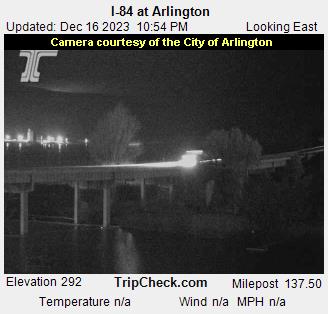 I-84 at Arlington
Updated: Dec 16 2023 10:54 PM Looking East
Camera courtesy of the City of Arlington
Elevation 292 TripCheck.com Milepost 137.50
Temperature n/a Wind n/a MPH n/a